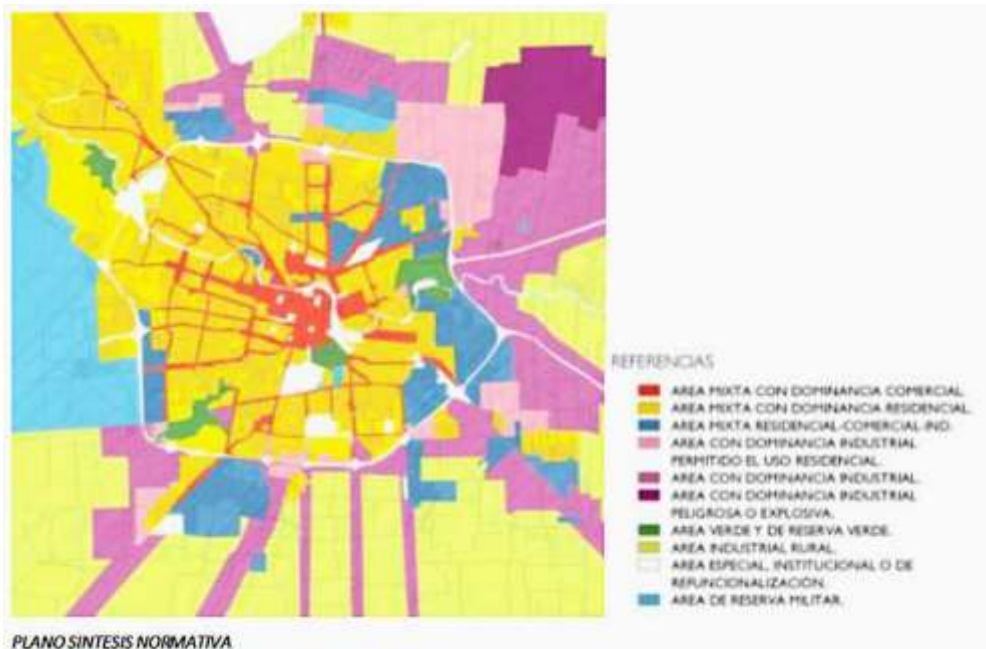 REFERENCIAS
AREA MIXTA CON DOMINANCIA COMERCIAL.
AREA MIXTA CON DOMINANCIA RESIDENCIAL.
AREA MIXTA RESIDENCIAL-COMERCIAL-IND.
AREA CON DOMINANCIA INDUSTRIAL
PERMITIDO EL USO RESIDENCIAL.
AREA CON DOMINANCIA INDUSTRIAL.
AREA CON DOMINANCIA INDUSTRIAL
PELIGROSA O EXPLOSIVA.
AREA VERDE Y DE RESERVA VERDE.
AREA INDUSTRIAL RURAL.
AREA ESPECIAL, INSTITUCIONAL O DE
REFUNCIONALIZACIÓN.
AREA DE RESERVA MILITAR.
PLANO SINTESIS NORMATIVA